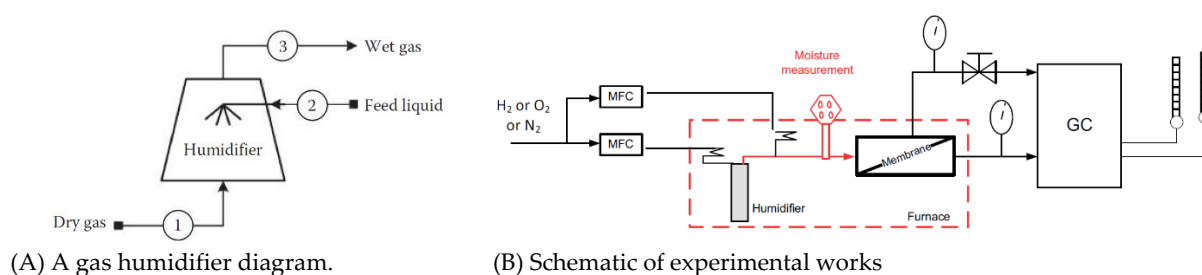 3
Wet gas
2
Feed liquid
Humidifier
Dry gas
1
(A) A gas humidifier diagram.
Moisture
measurement
H2 or O2
or N2
MFC
MFC
Membrane
GC
Humidifier
Furnace
I
I
(B) Schematic of experimental works